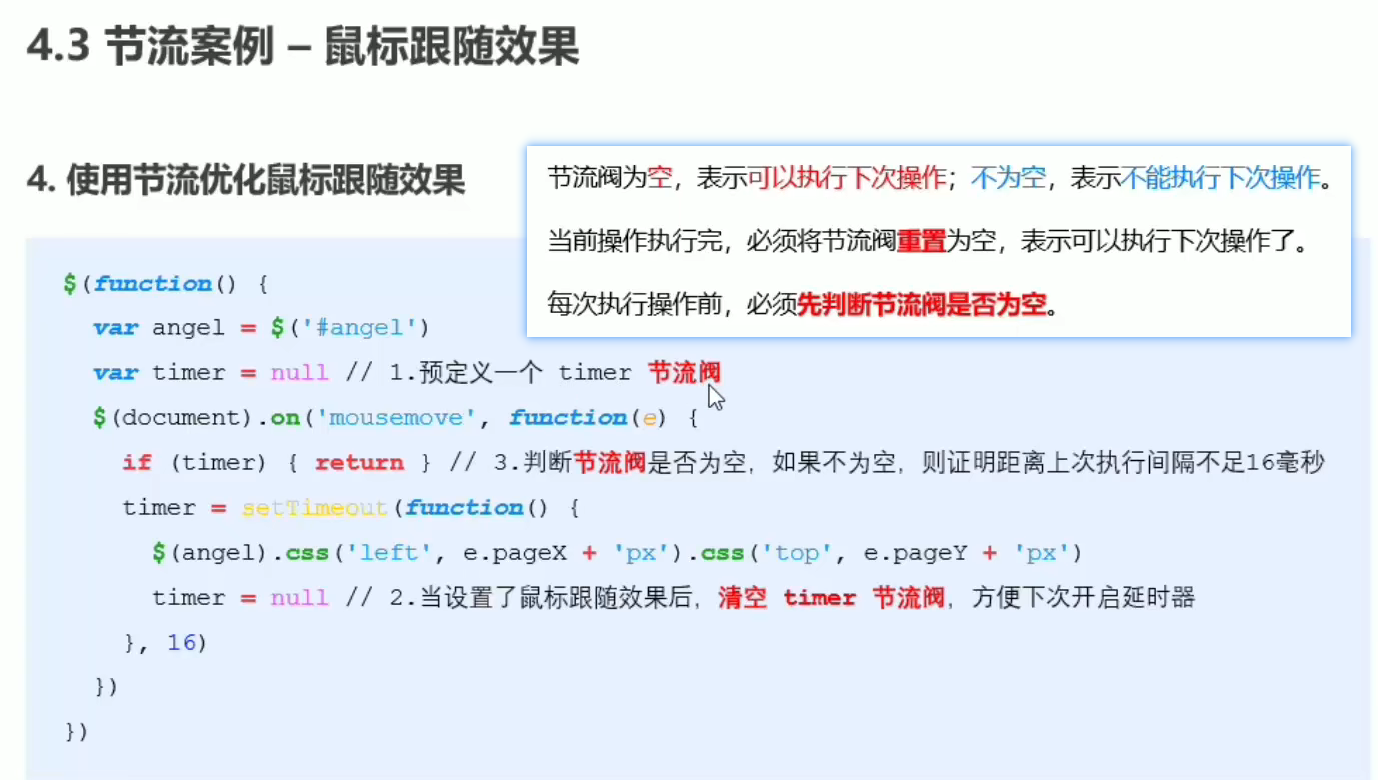 4.3 节流案例 – 鼠标跟随效果
4. 使用节流优化鼠标跟随效果
节流阀为空，表示可以执行下次操作；不为空，表示不能执行下次操作。
当前操作执行完，必须将节流阀重置为空，表示可以执行下次操作了。
每次执行操作前，必须先判断节流阀是否为空。
$(function() {
var angel = $('#angel')
var timer = null // 1.预定义一个 timer 节流阀
$(document).on('mousemove', function(e) {
if (timer) { return } // 3.判断节流阀是否为空，如果不为空，则证明距离上次执行间隔不足16毫秒
timer = setTimeout(function() {
$(angel).css('left', e.pageX + 'px').css('top', e.pageY + 'px')
timer = null // 2.当设置了鼠标跟随效果后，清空 timer 节流阀，方便下次开启延时器
}, 16)
})
})